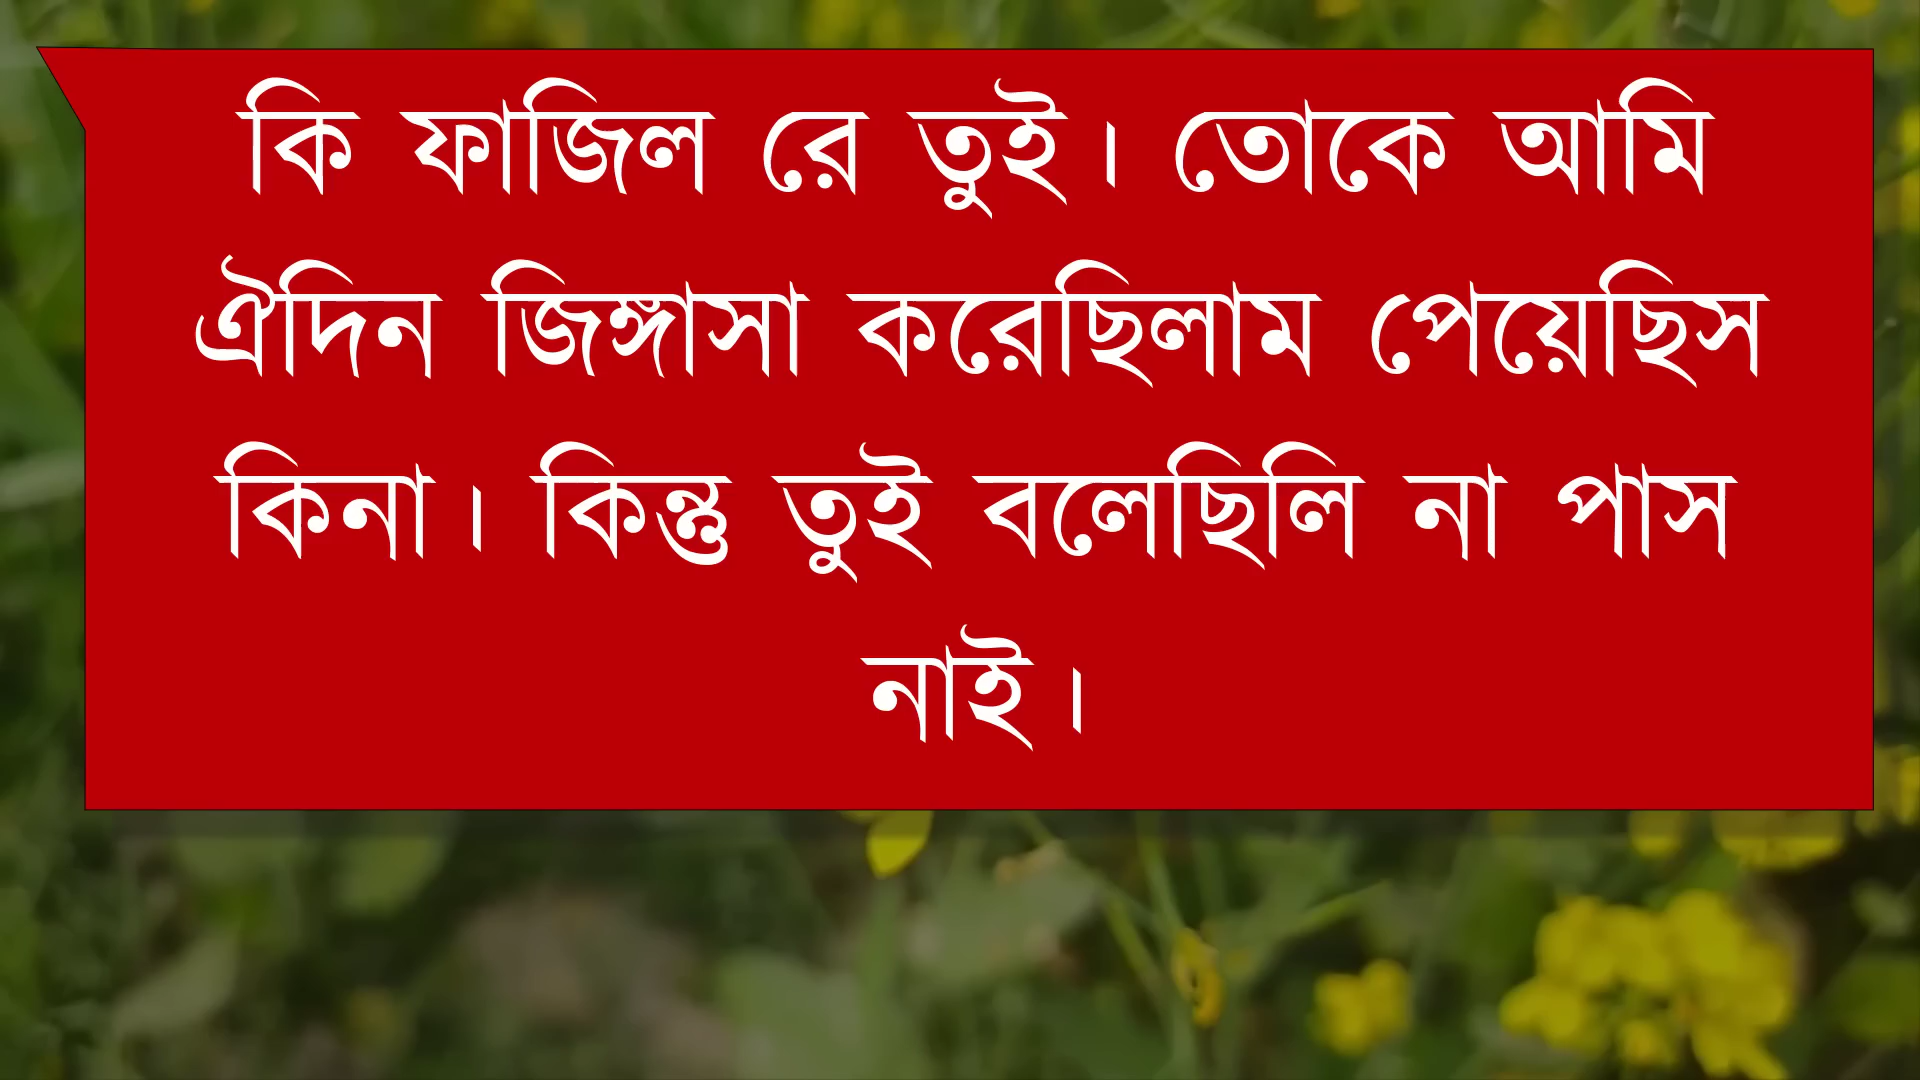 কি ফাজিল রে তুই। তোকে আমি
ঐদিন জিঙ্গাসা করেছিলাম পেয়েছিস
কিনা। কিন্তু তুই বলেছিলি না পাস
নাই।